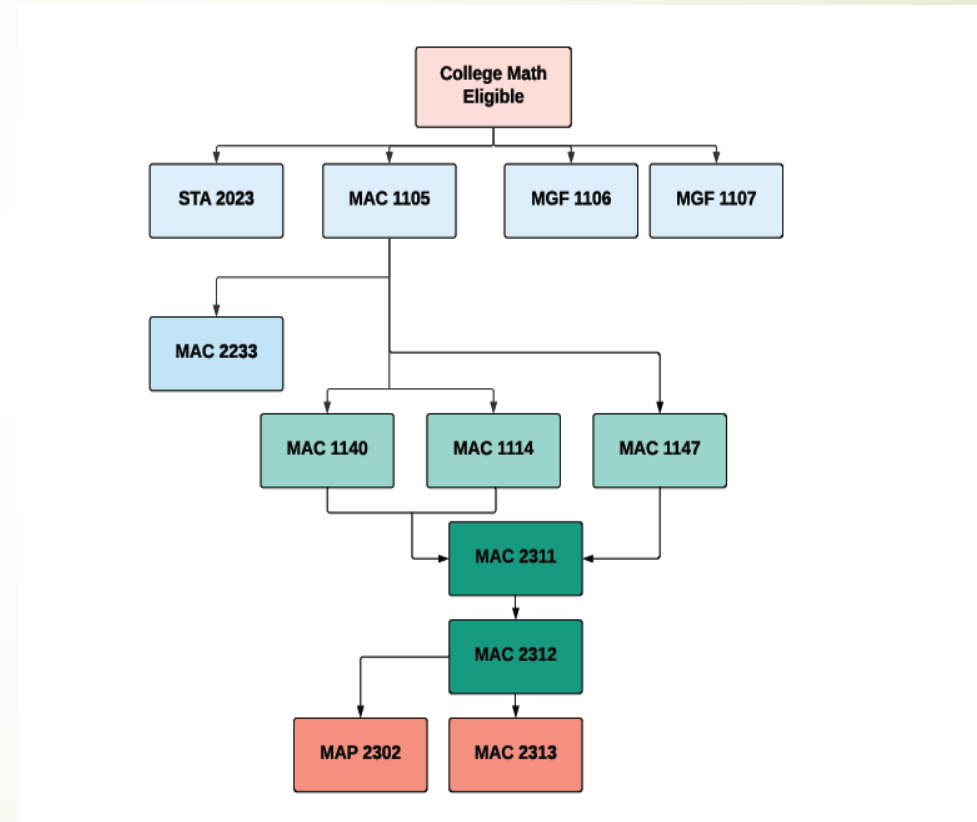 College Math
Eligible
STA 2023
MAC 1105
MGF 1106
MGF 1107
MAC 2233
MAC 1140
MAC 1114
MAC 1147
MAC 2311
MAC 2312
MAP 2302
MAC 2313